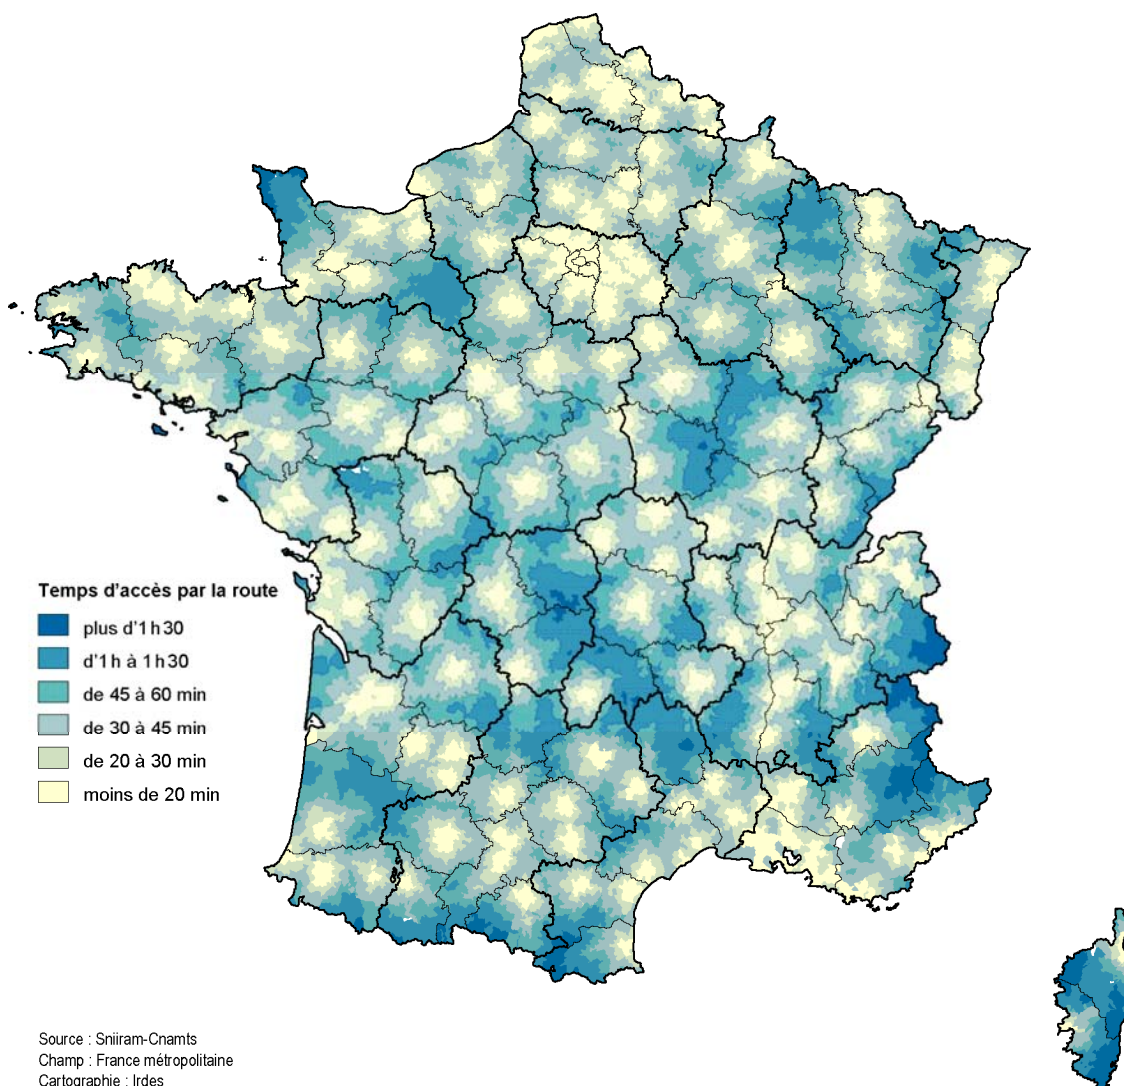 Temps d'accès par la route
plus d'1 h 30
d'1 h à 1 h 30
de 45 à 60 min
de 30 à 45 min
de 20 à 30 min
moins de 20 min
Source : Sniiram-Cnamts
Champ : France métropolitaine
Cartographie : Irdes